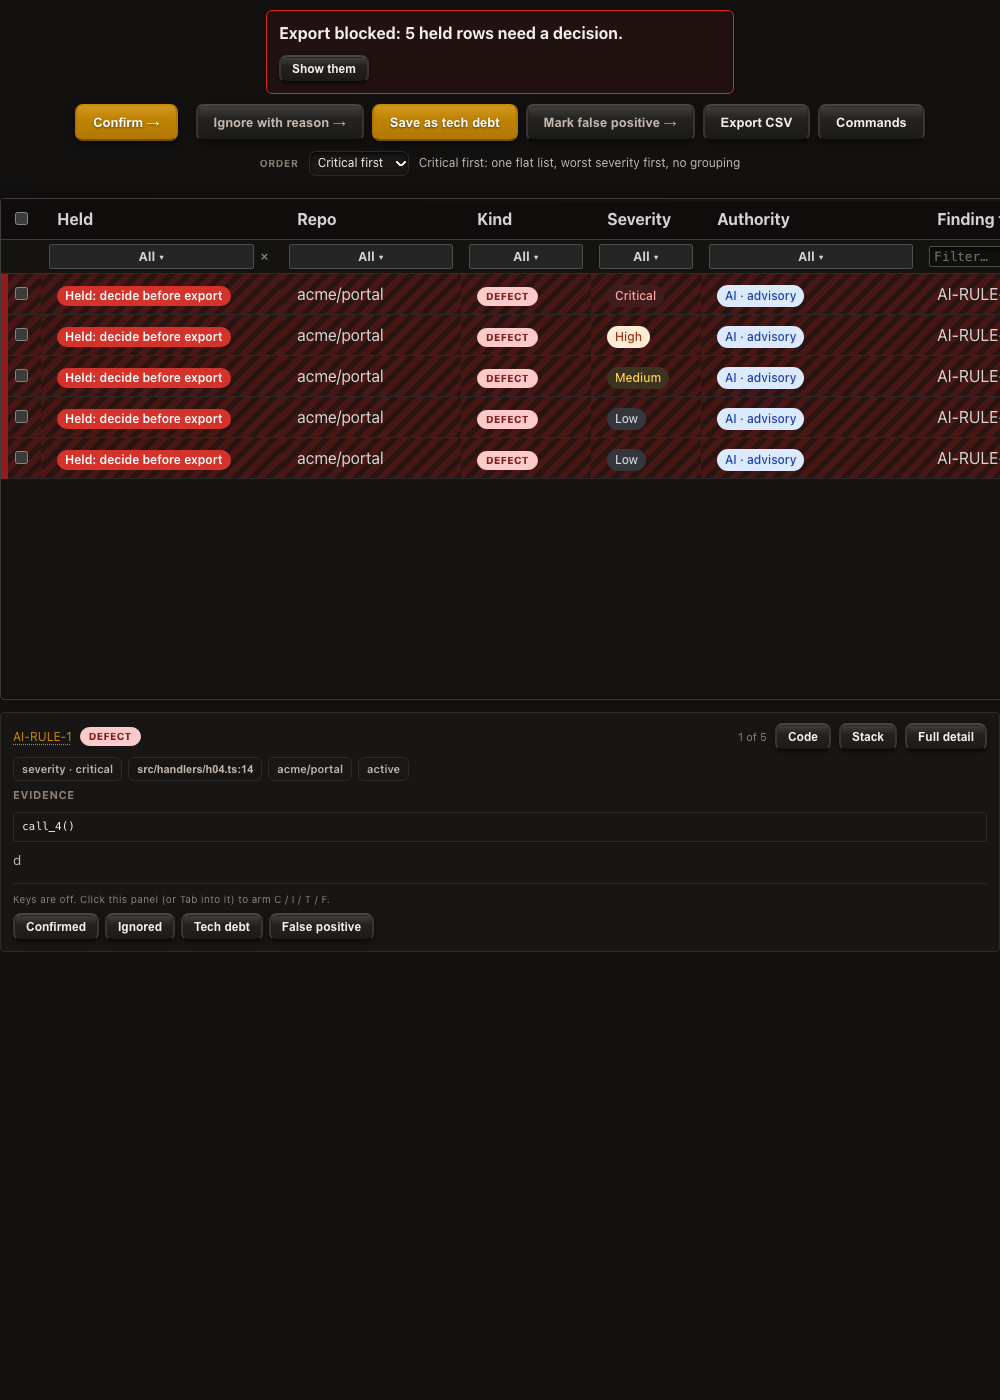 Export blocked: 5 held rows need a decision.
Show them
Confirm → Ignore with reason → Save as tech debt Mark false positive → Export CSV Commands
ORDER Critical first Critical first: one flat list, worst severity first, no grouping
Held Repo Kind Severity Authority Finding
All ▾ × All ▾ All ▾ All ▾ All ▾ Filter…
Held: decide before export acme/portal DEFECT Critical AI · advisory AI-RULE-
Held: decide before export acme/portal DEFECT High AI · advisory AI-RULE-
Held: decide before export acme/portal DEFECT Medium AI · advisory AI-RULE-
Held: decide before export acme/portal DEFECT Low AI · advisory AI-RULE-
Held: decide before export acme/portal DEFECT Low AI · advisory AI-RULE-
AI-RULE-1 DEFECT 1 of 5 Code Stack Full detail
severity · critical src/handlers/h04.ts:14 acme/portal active
EVIDENCE
call_4()
d
Keys are off. Click this panel (or Tab into it) to arm C / I / T / F.
Confirmed Ignored Tech debt False positive